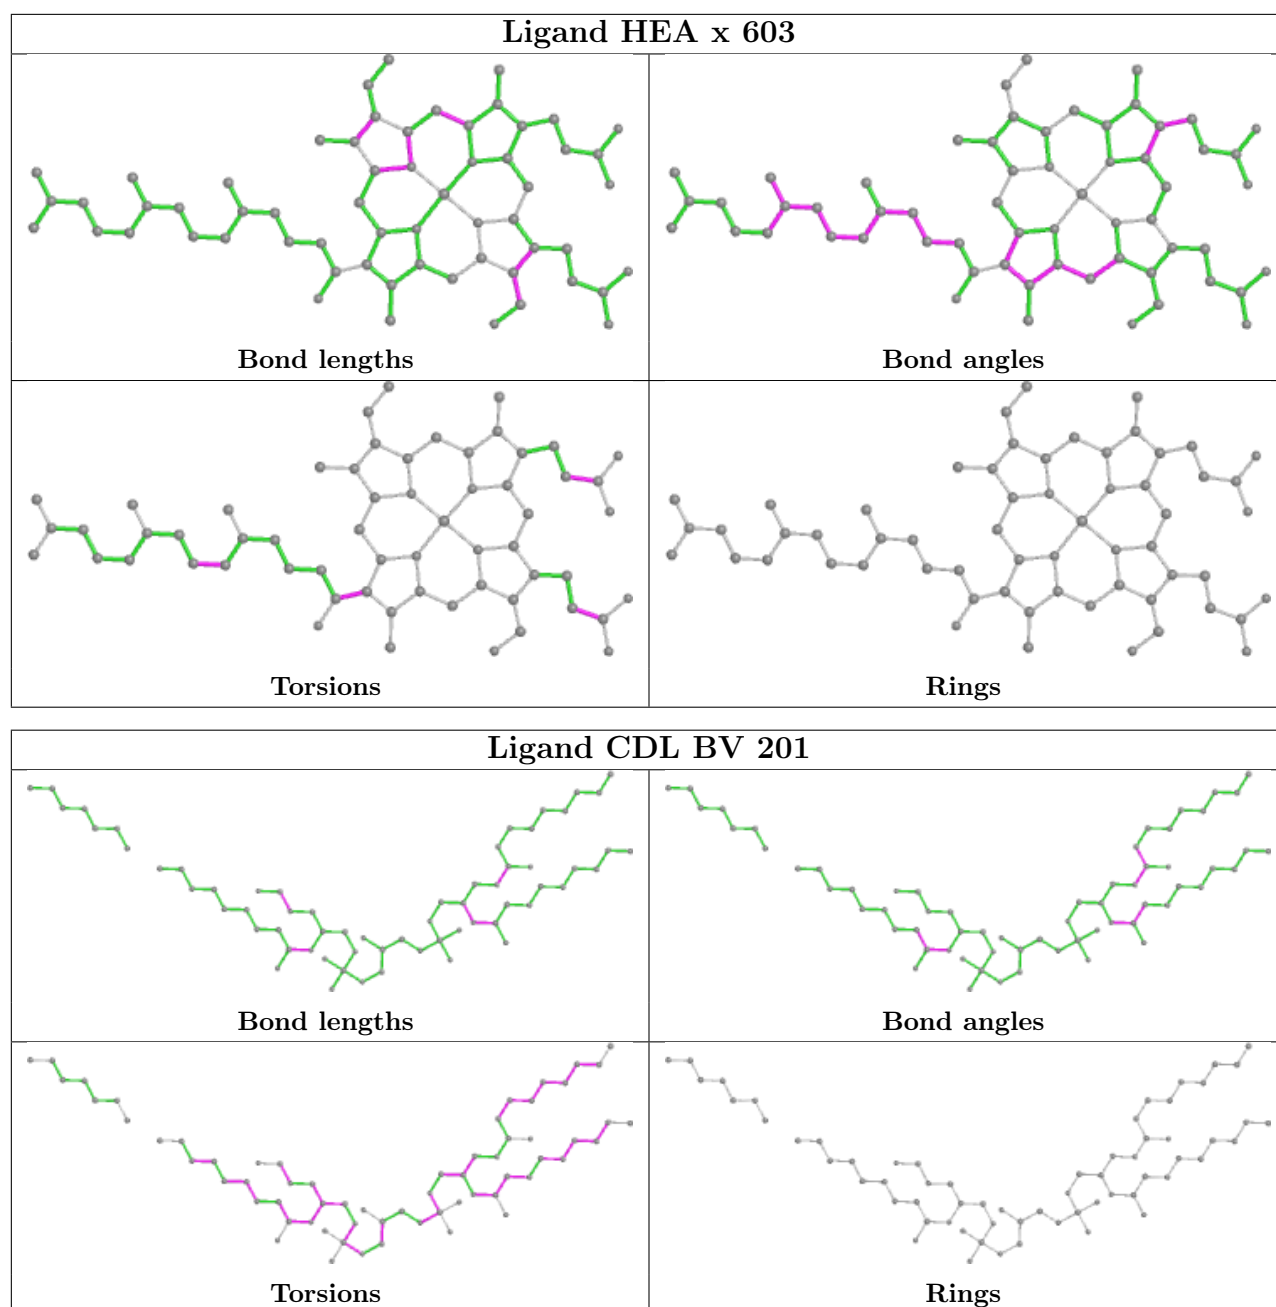 Ligand HEA x 603
Bond lengths
Bond angles
Torsions
Rings
Ligand CDL BV 201
Bond lengths
Bond angles
Torsions
Rings